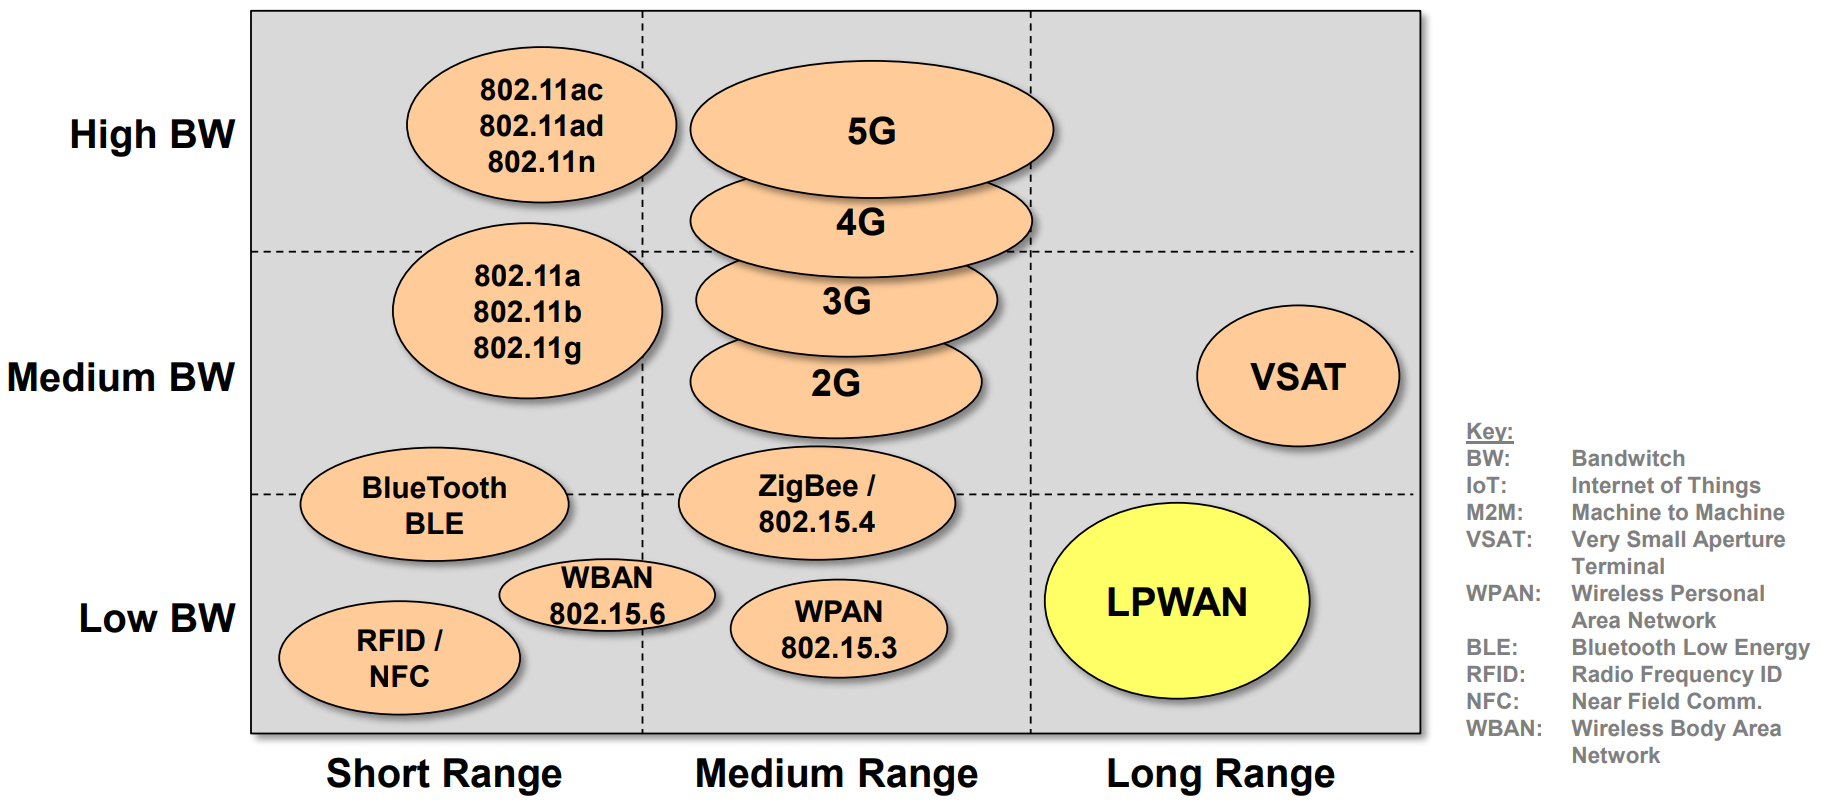 High BW
Medium BW
Low BW
802.11ac
802.11ad
802.11n
5G
4G
802.11a
802.11b
802.11g
3G
2G
VSAT
BlueTooth
BLE
ZigBee /
802.15.4
WBAN
802.15.6
WPAN
802.15.3
LPWAN
RFID /
NFC
Short Range
Medium Range
Long Range
Key:
BW: Bandwitch
IoT: Internet of Things
M2M: Machine to Machine
VSAT: Very Small Aperture
Terminal
WPAN: Wireless Personal
Area Network
BLE: Bluetooth Low Energy
RFID: Radio Frequency ID
NFC: Near Field Comm.
WBAN: Wireless Body Area
Network